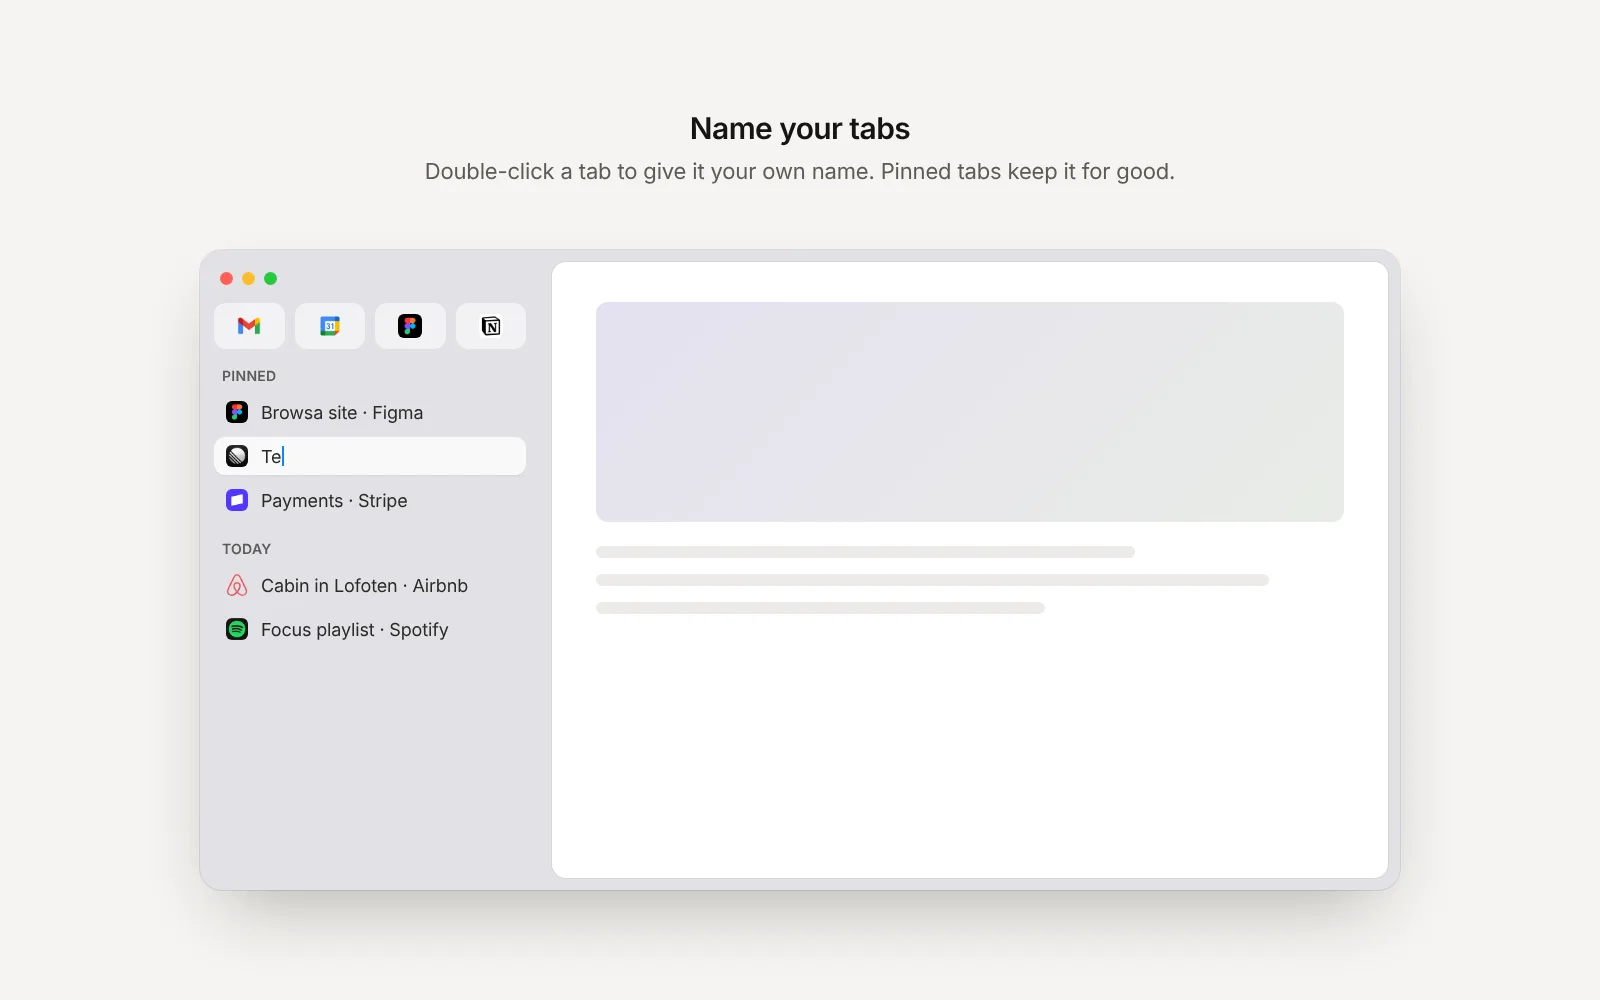 Name your tabs
Double-click a tab to give it your own name. Pinned tabs keep it for good.
31
N
PINNED
Browsa site · Figma
Te
Payments · Stripe
TODAY
Cabin in Lofoten · Airbnb
Focus playlist · Spotify